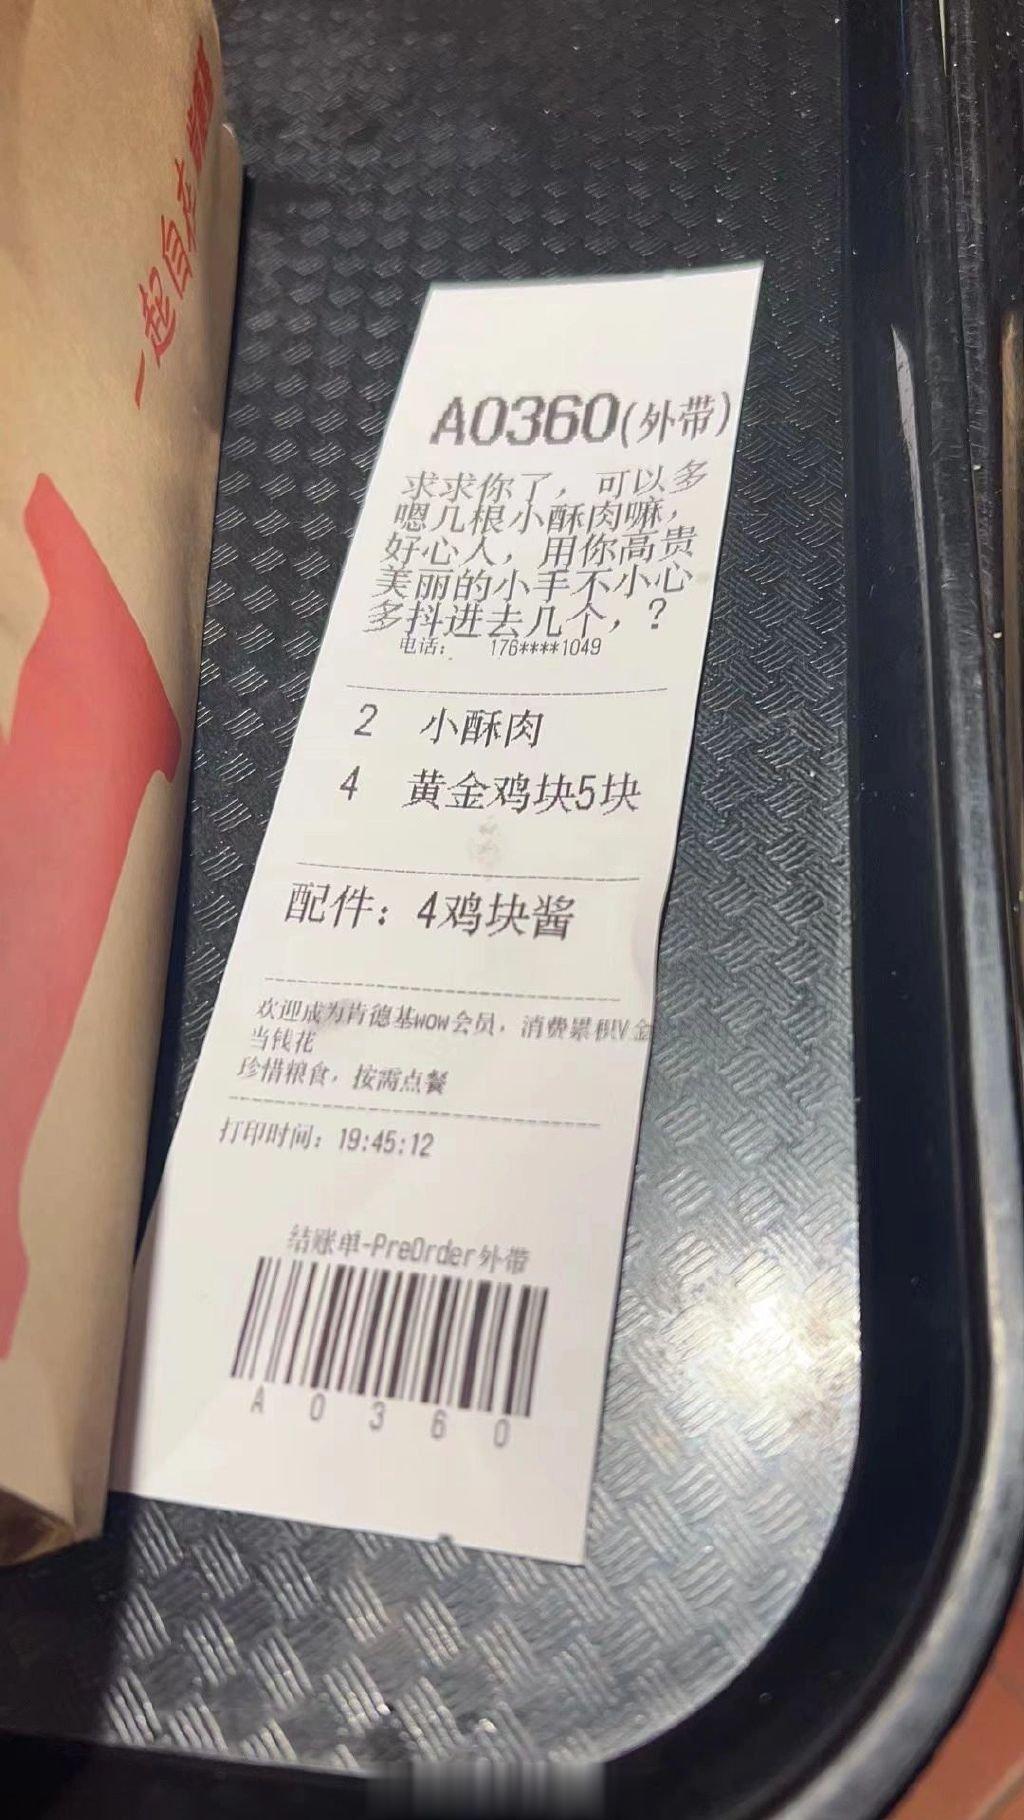 一起自在
A0360(外带)
求求你了，可以多
嗯几根小酥肉嘛，
好心人，用你高贵
美丽的小手不小心
多抖进去几个，？
电话： 176****1049
2 小酥肉
4 黄金鸡块5块
配件：4鸡块酱
欢迎成为肯德基WOW会员，消费累积V金
当钱花
珍惜粮食，按需点餐
打印时间：19:45:12
结账单-PreOrder外带
A0360